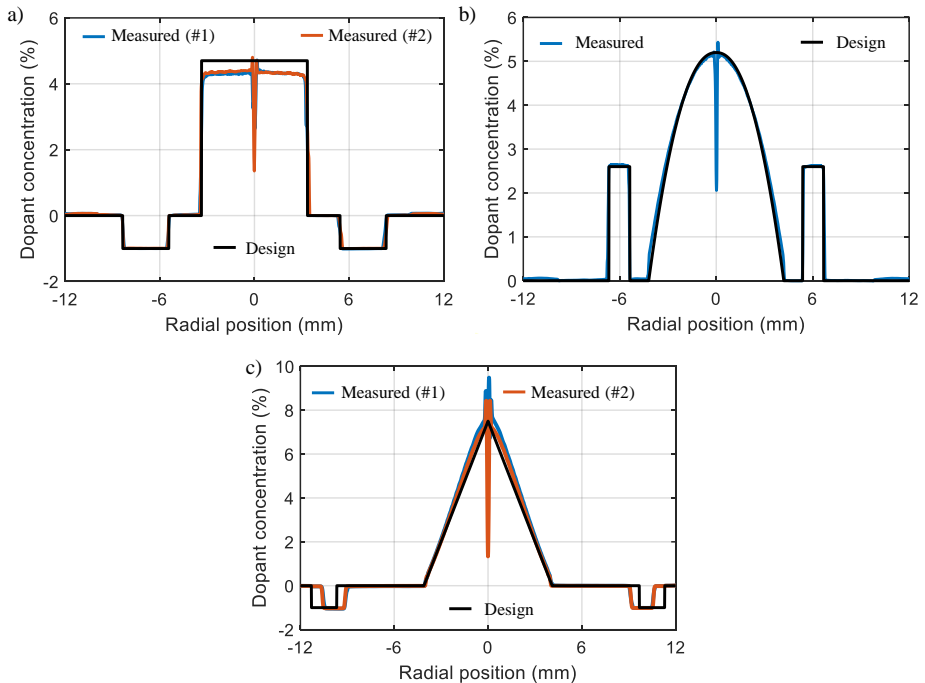 a)
6
Measured (#1)
Measured (#2)
4
2
0
Design
-2
-12
-6
0
6
12
Dopant concentration (%)
Radial position (mm)
b)
6
Measured
Design
5
4
3
2
1
0
-12
-6
0
6
12
Dopant concentration (%)
Radial position (mm)
c)
10
Measured (#1)
Measured (#2)
8
6
4
2
0
Design
-2
-12
-6
0
6
12
Dopant concentration (%)
Radial position (mm)